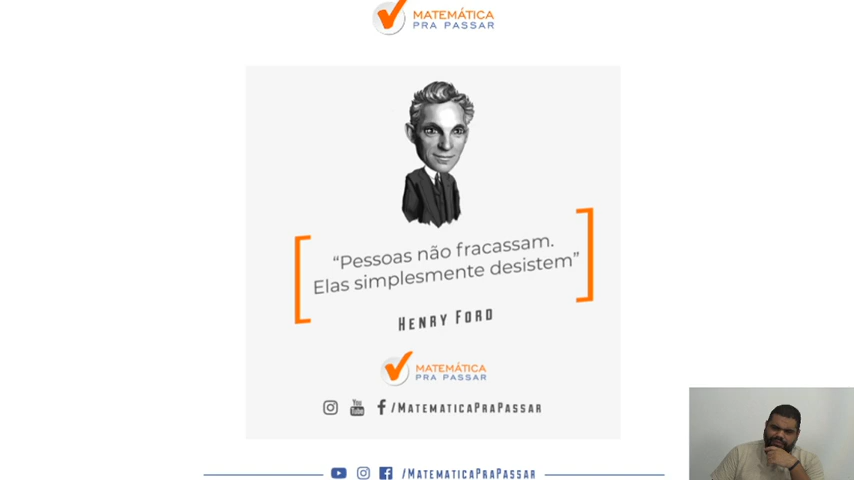 MATEMÁTICA
PRA PASSAR
“Pessoas não fracassam.
Elas simplesmente desistem”
HENRY FORD
MATEMÁTICA
PRA PASSAR
You Tube /MATEMATICAPRAPASSAR
/MATEMATICAPRAPASSAR